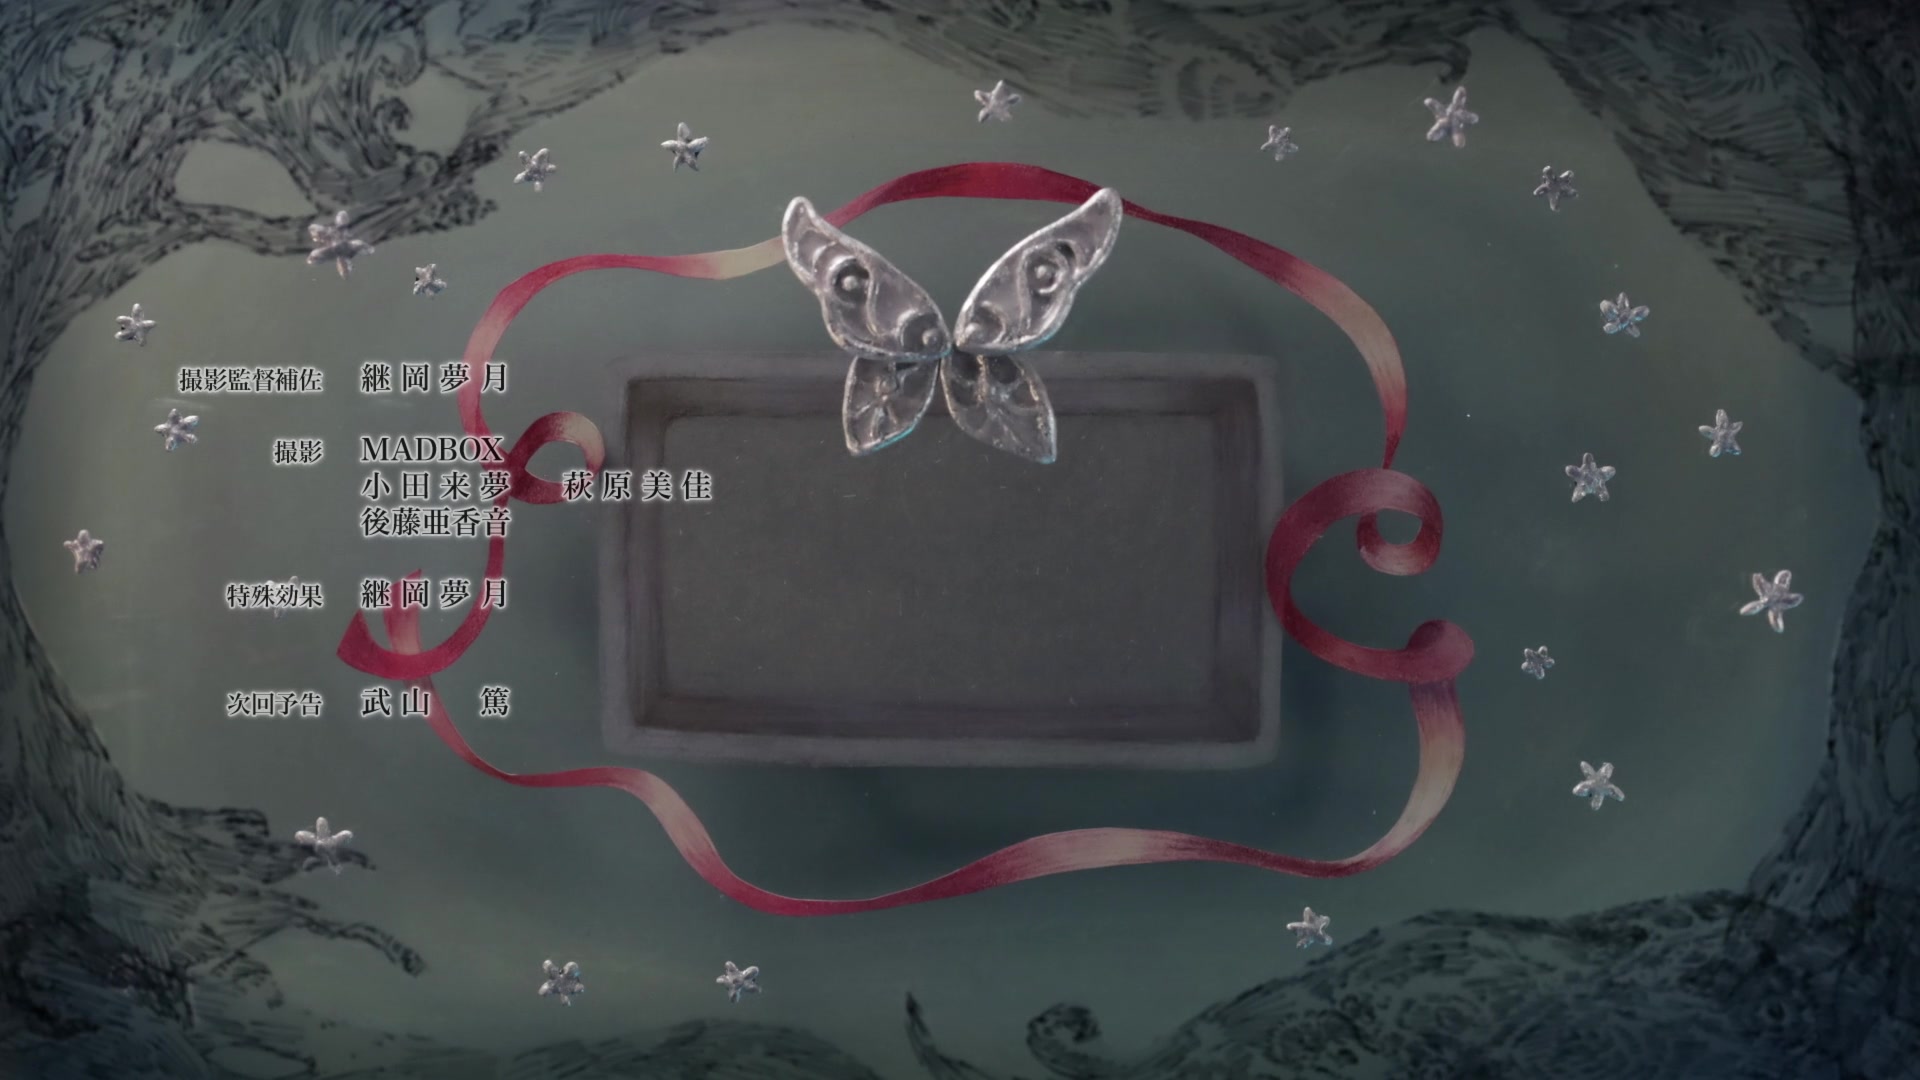 撮影監督補佐 継岡夢月
撮影 MADBOX
小田来夢 萩原美佳
後藤亜香音
特殊効果 継岡夢月
次回予告 武山 篤